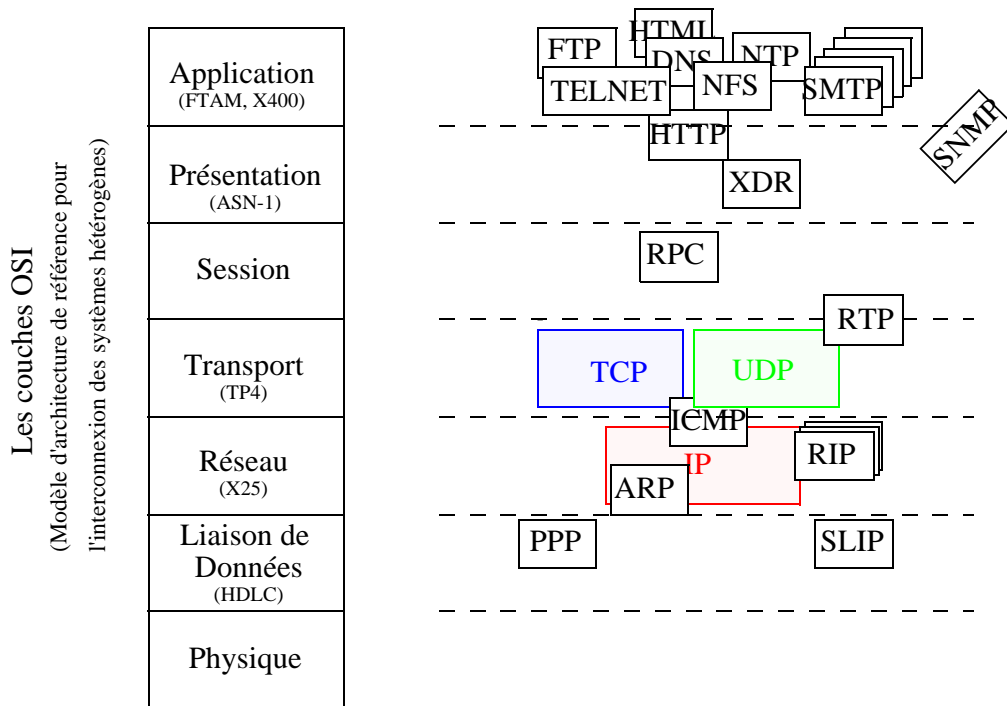 Les couches OSI
(Modèle d'architecture de référence pour
l'interconnexion des systèmes hétérogènes)
Application
(FTAM, X400)
Présentation
(ASN-1)
Session
Transport
(TP4)
Réseau
(X25)
Liaison de
Données
(HDLC)
Physique
HTML
FTP
DNS
NTP
TELNET
NFS
SMTP
HTTP
SNMP
XDR
RPC
RTP
TCP
UDP
ICMP
IP
RIP
ARP
PPP
SLIP